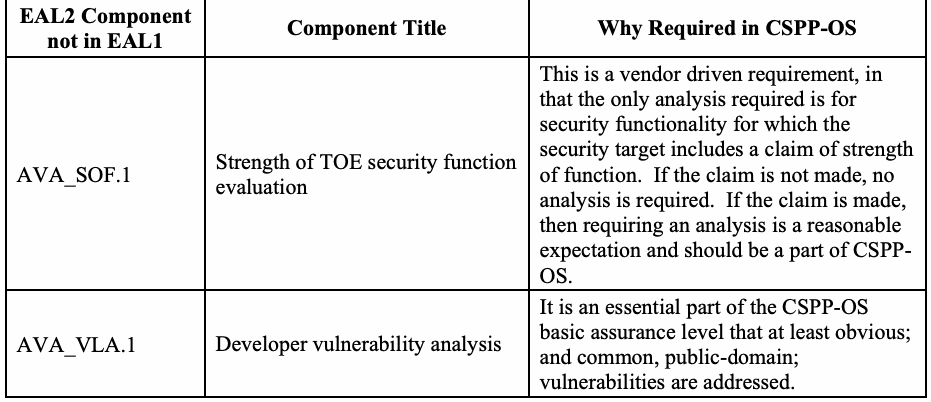 EAL2 Component
not in EAL1
Component Title
Why Required in CSPP-OS
AVA_SOF.1
Strength of TOE security function
evaluation
This is a vendor driven requirement, in
that the only analysis required is for
security functionality for which the
security target includes a claim of strength
of function.  If the claim is not made, no
analysis is required.  If the claim is made,
then requiring an analysis is a reasonable
expectation and should be a part of CSPP-
OS.
AVA_VLA.1
Developer vulnerability analysis
It is an essential part of the CSPP-OS
basic assurance level that at least obvious;
and common, public-domain;
vulnerabilities are addressed.